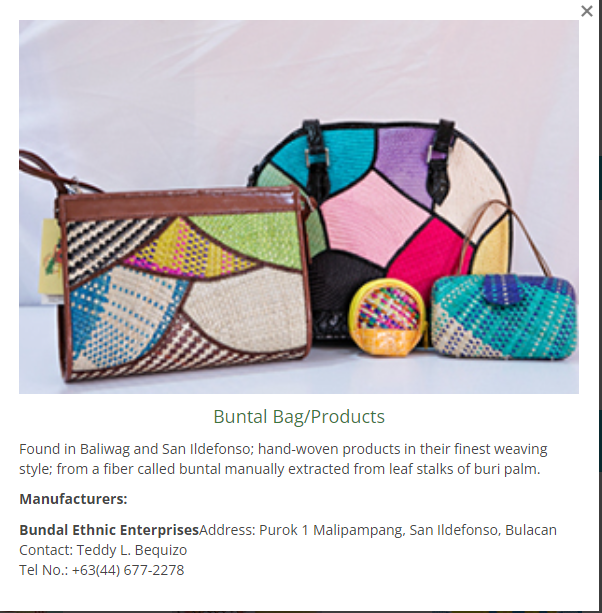 ×
Buntal Bag/Products
Found in Baliwag and San Ildefonso; hand-woven products in their finest weaving
style; from a fiber called buntal manually extracted from leaf stalks of buri palm.
Manufacturers:
Bundal Ethnic EnterprisesAddress: Purok 1 Malipampang, San Ildefonso, Bulacan
Contact: Teddy L. Bequizo
Tel No.: +63(44) 677-2278